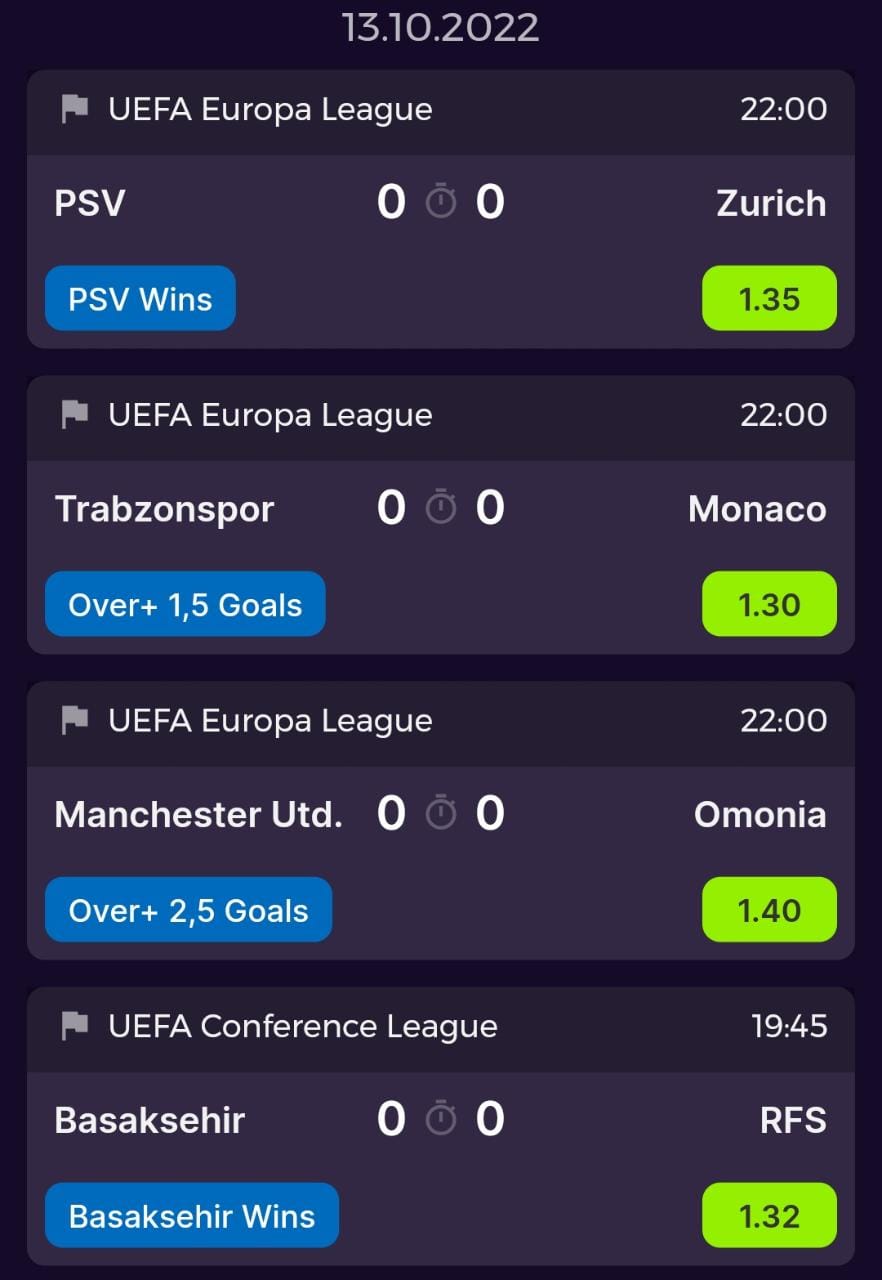 13.10.2022
UEFA Europa League 22:00
PSV 0 0 Zurich
PSV Wins 1.35
UEFA Europa League 22:00
Trabzonspor 0 0 Monaco
Over+ 1,5 Goals 1.30
UEFA Europa League 22:00
Manchester Utd. 0 0 Omonia
Over+ 2,5 Goals 1.40
UEFA Conference League 19:45
Basaksehir 0 0 RFS
Basaksehir Wins 1.32